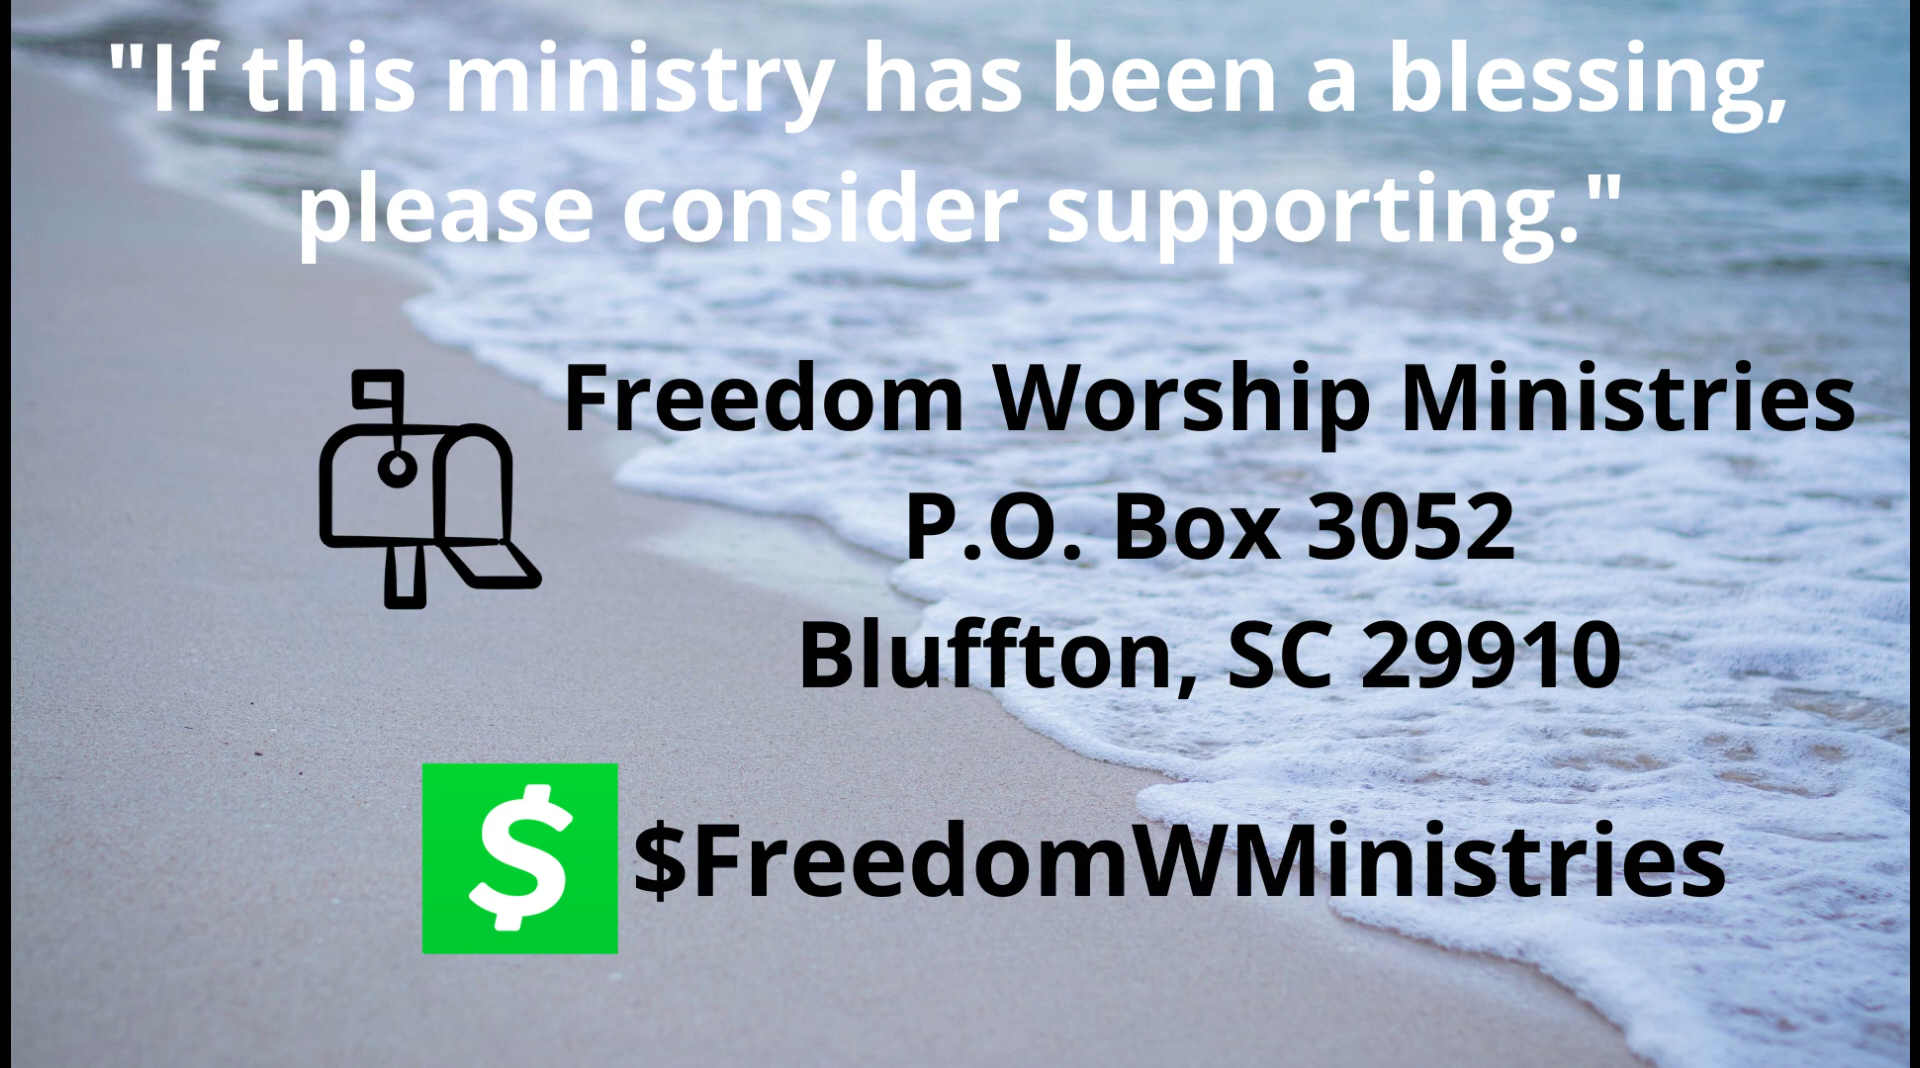 "If this ministry has been a blessing,
please consider supporting."
Freedom Worship Ministries
P.O. Box 3052
Bluffton, SC 29910
$
$FreedomWMinistries